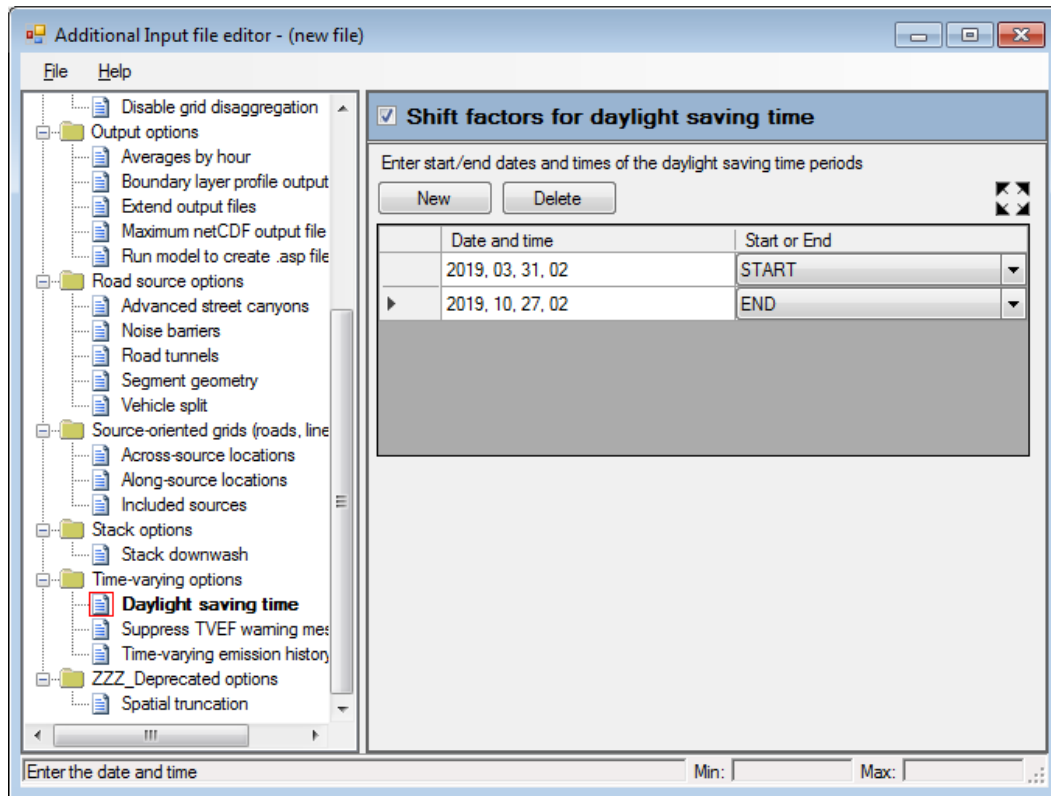 Additional Input file editor - (new file)
File Help
Disable grid disaggregation
Output options
Averages by hour
Boundary layer profile output
Extend output files
Maximum netCDF output file
Run model to create .asp file
Road source options
Advanced street canyons
Noise barriers
Road tunnels
Segment geometry
Vehicle split
Source-oriented grids (roads, line
Across-source locations
Along-source locations
Included sources
Stack options
Stack downwash
Time-varying options
Daylight saving time
Suppress TVEF warning mes
Time-varying emission history
ZZZ_Deprecated options
Spatial truncation
Shift factors for daylight saving time
Enter start/end dates and times of the daylight saving time periods
New Delete
Date and time Start or End
2019, 03, 31, 02 START
2019, 10, 27, 02 END
Enter the date and time Min: Max: